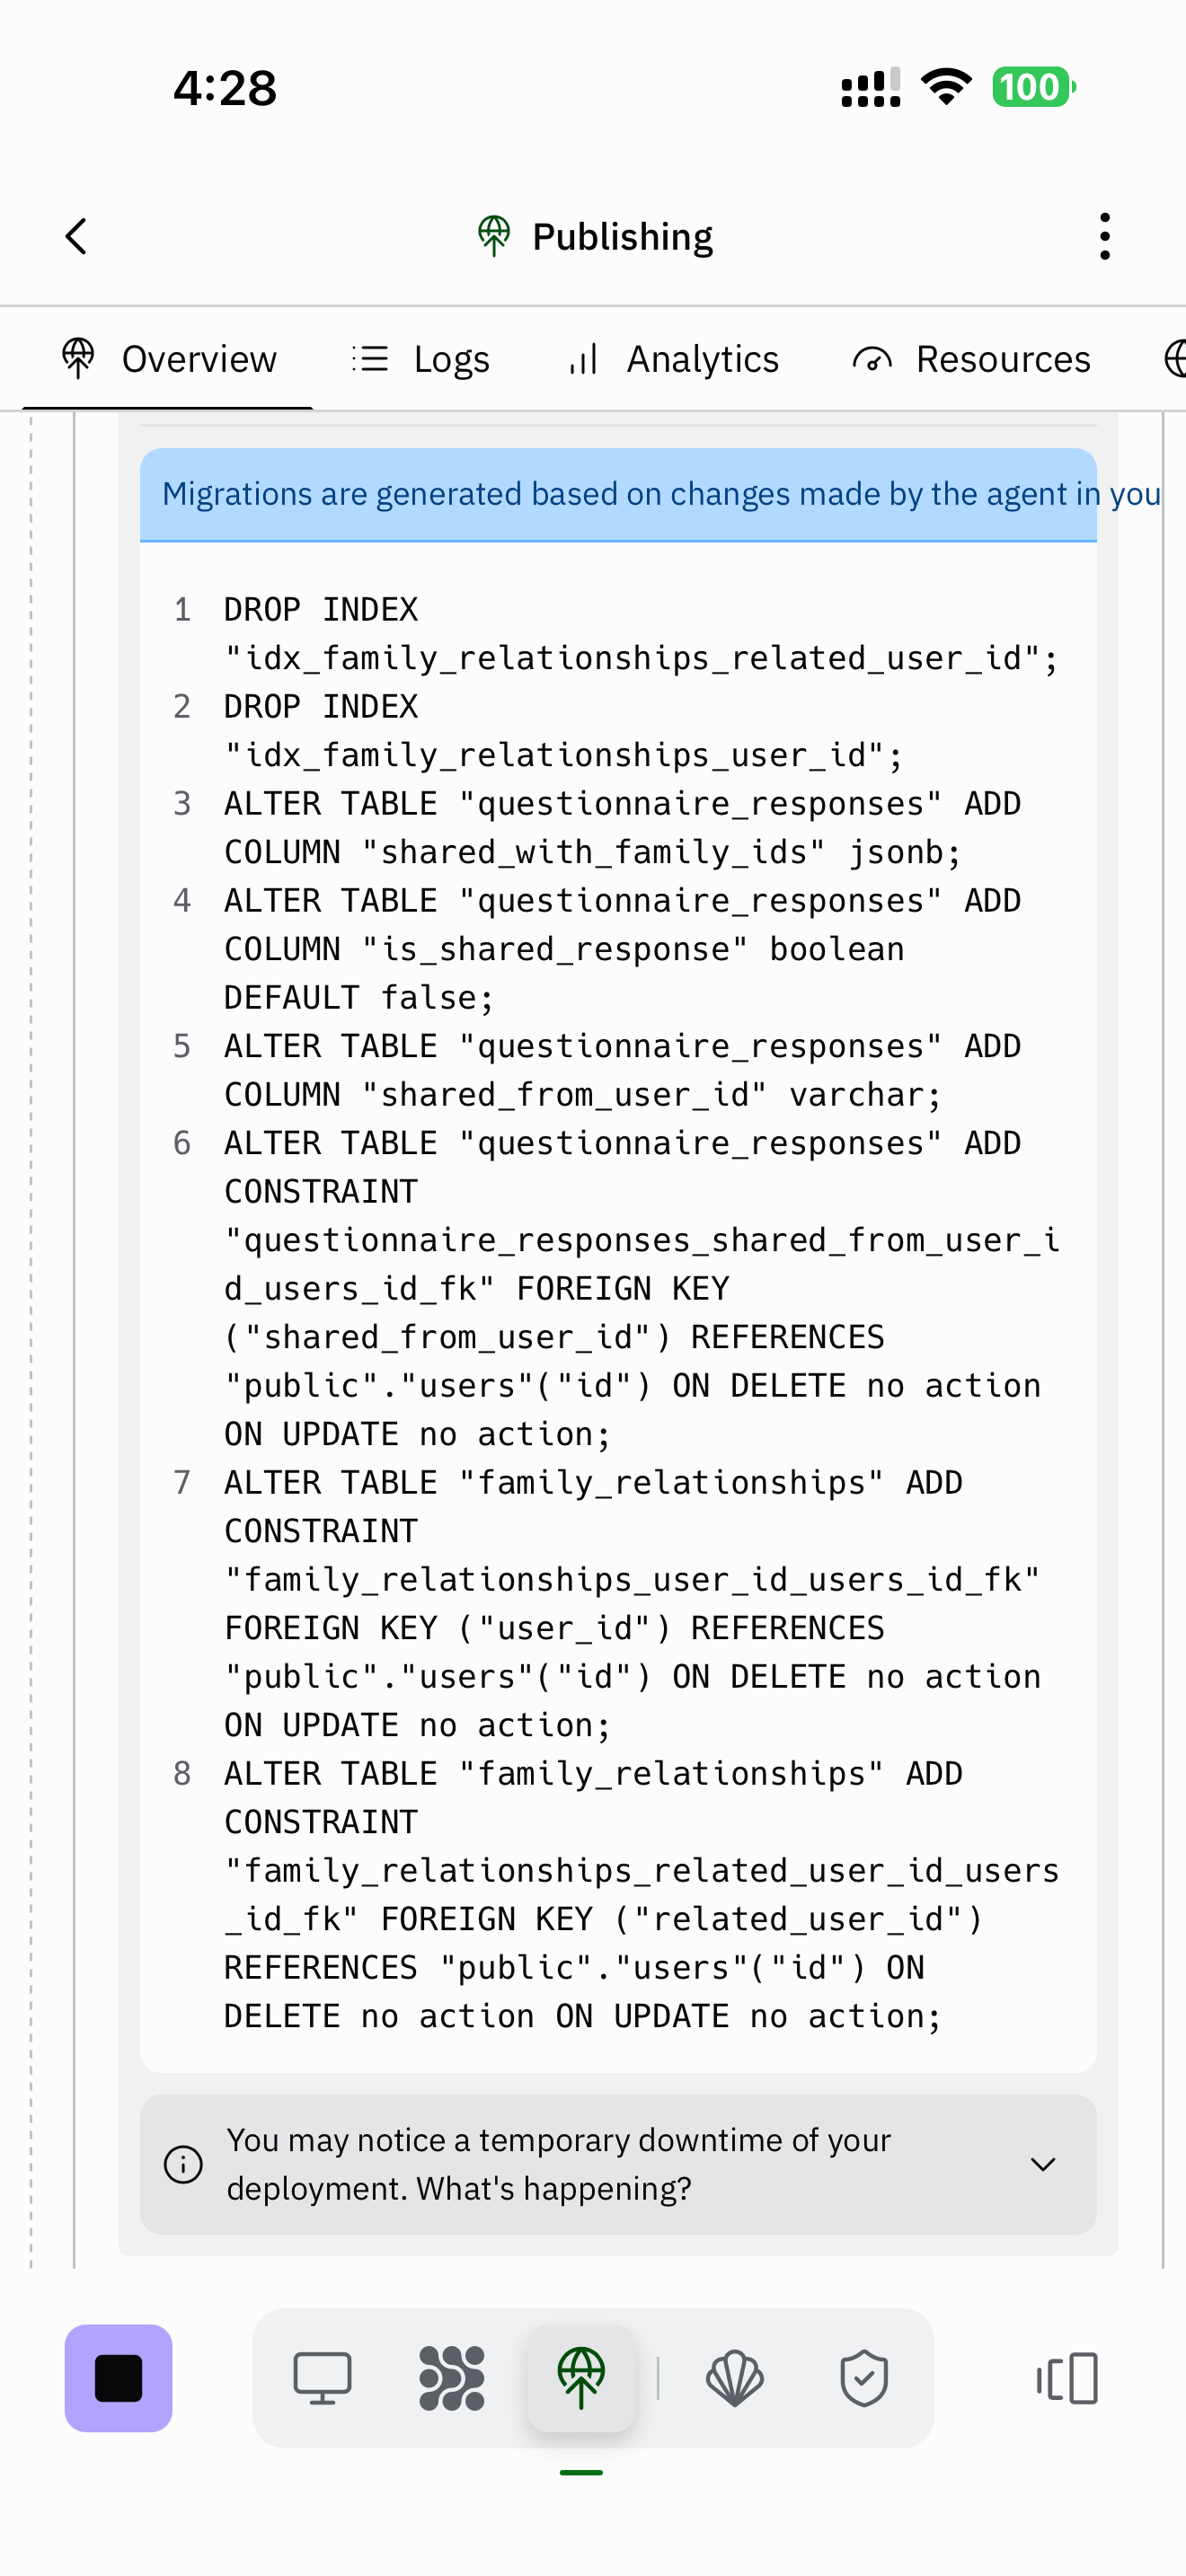 4:28
100
Publishing
Overview
Logs
Analytics
Resources
Migrations are generated based on changes made by the agent in you
1 DROP INDEX
"idx_family_relationships_related_user_id";
2 DROP INDEX
"idx_family_relationships_user_id";
3 ALTER TABLE "questionnaire_responses" ADD
COLUMN "shared_with_family_ids" jsonb;
4 ALTER TABLE "questionnaire_responses" ADD
COLUMN "is_shared_response" boolean
DEFAULT false;
5 ALTER TABLE "questionnaire_responses" ADD
COLUMN "shared_from_user_id" varchar;
6 ALTER TABLE "questionnaire_responses" ADD
CONSTRAINT
"questionnaire_responses_shared_from_user_i
d_users_id_fk" FOREIGN KEY
("shared_from_user_id") REFERENCES
"public"."users"("id") ON DELETE no action
ON UPDATE no action;
7 ALTER TABLE "family_relationships" ADD
CONSTRAINT
"family_relationships_user_id_users_id_fk"
FOREIGN KEY ("user_id") REFERENCES
"public"."users"("id") ON DELETE no action
ON UPDATE no action;
8 ALTER TABLE "family_relationships" ADD
CONSTRAINT
"family_relationships_related_user_id_users
_id_fk" FOREIGN KEY ("related_user_id")
REFERENCES "public"."users"("id") ON
DELETE no action ON UPDATE no action;
You may notice a temporary downtime of your
deployment. What's happening?